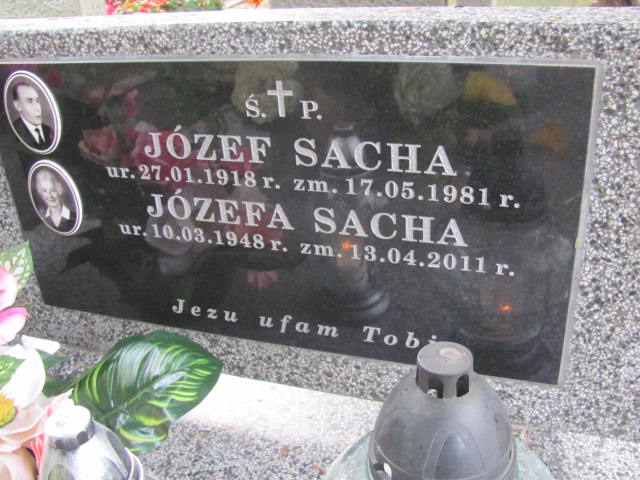 Ś. P.
JÓZEF SACHA
ur. 27.01.1918 r. zm. 17.05.1981 r.
JÓZEFA SACHA
ur. 10.03.1948 r. zm. 13.04.2011 r.
Jezu ufam